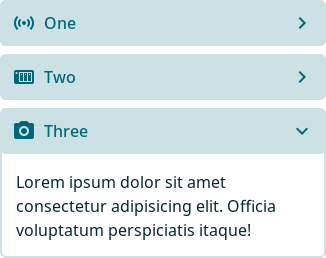 One
Two
Three
Lorem ipsum dolor sit amet
consectetur adipisicing elit. Officia
voluptatum perspiciatis itaque!